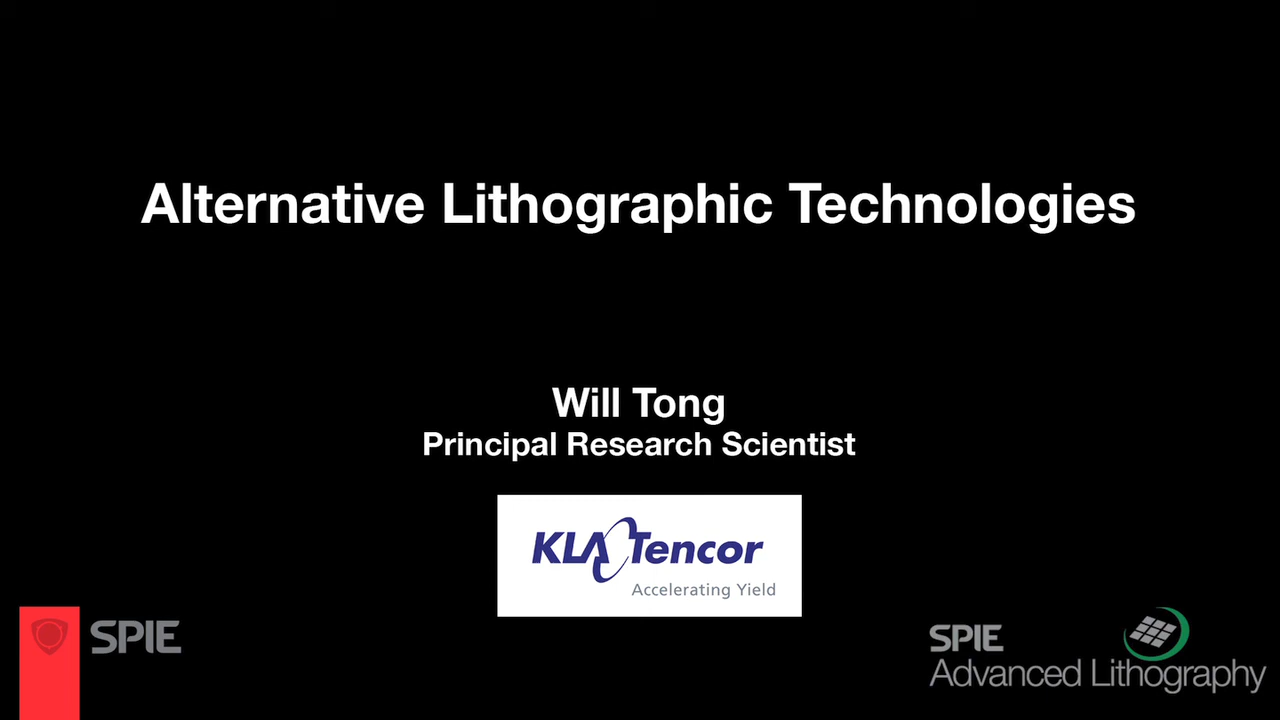 Alternative Lithographic Technologies
Will Tong
Principal Research Scientist
KLA Tencor
Accelerating Yield
SPIE
SPIE
Advanced Lithography